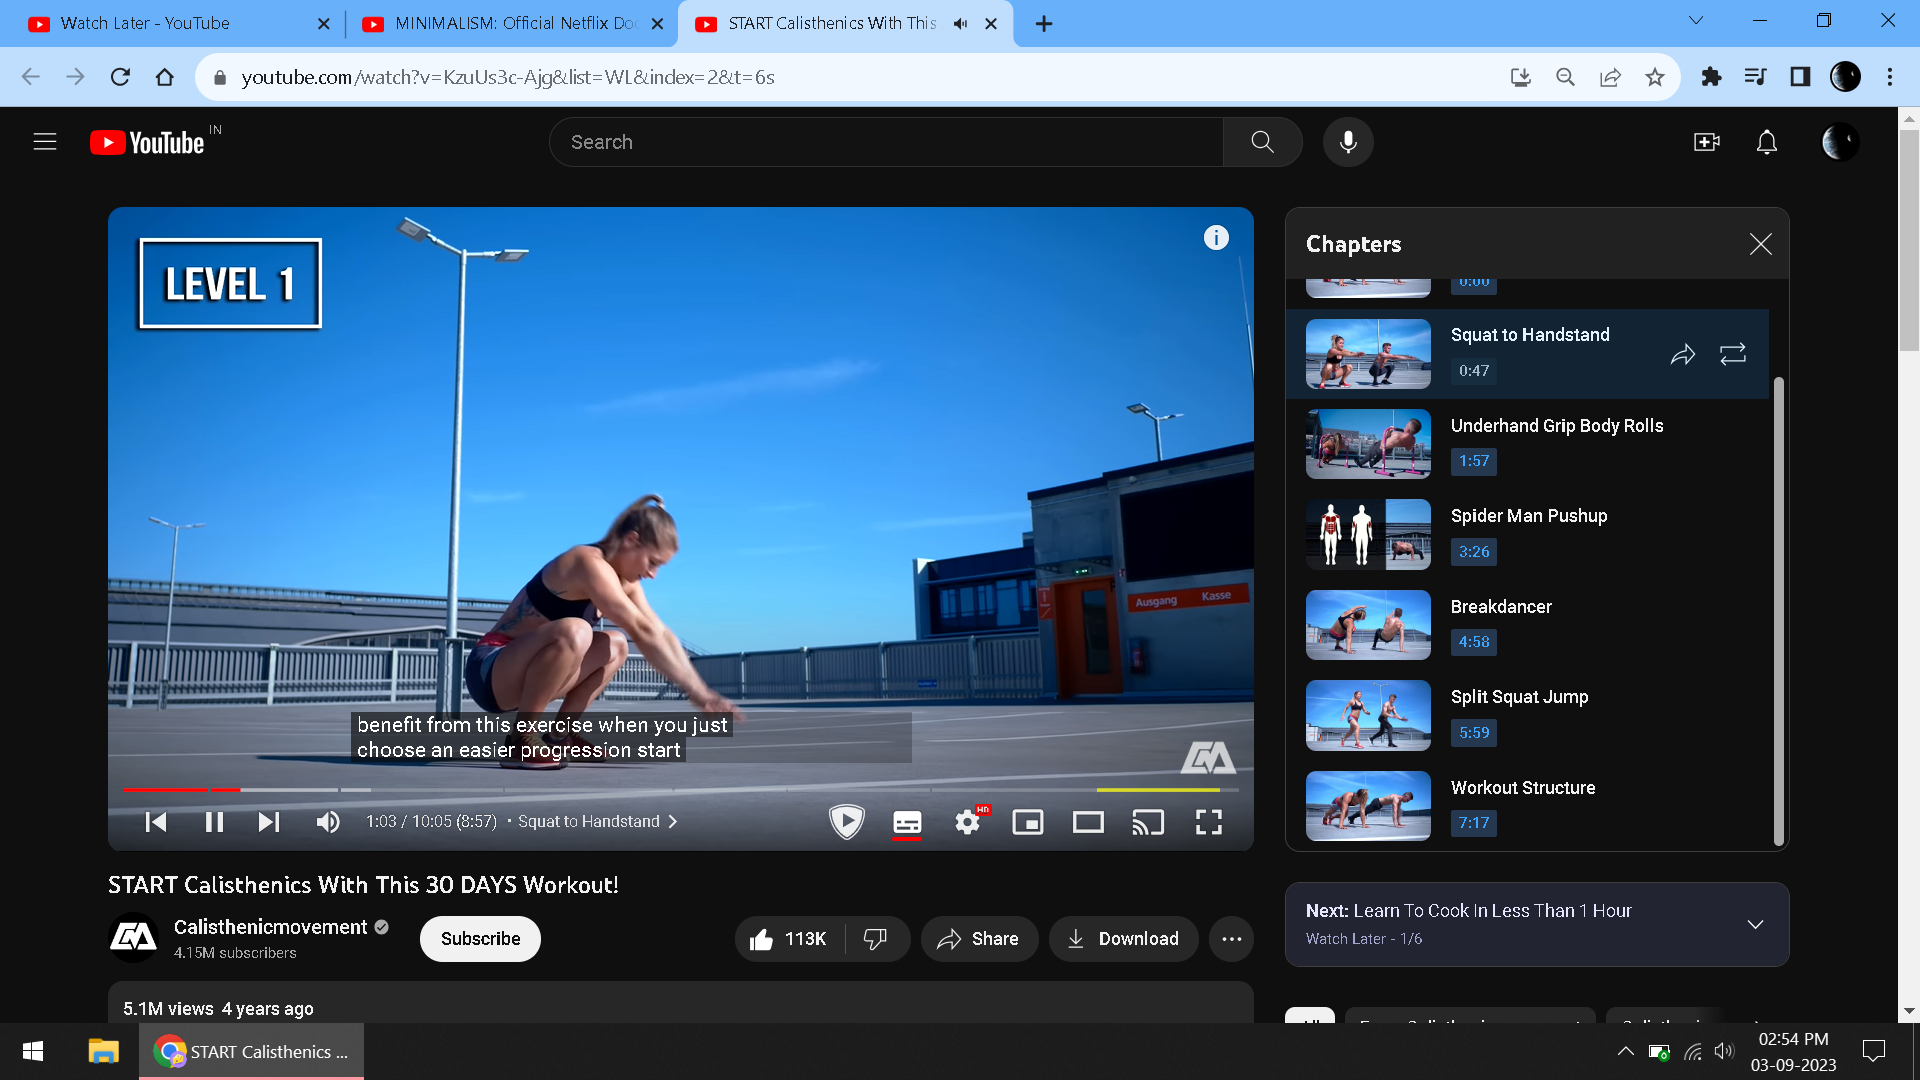 Watch Later - YouTube
MINIMALISM: Official Netflix Do
START Calisthenics With This
youtube.com/watch?v=KzuUs3c-Ajg&list=WL&index=2&t=6s
YouTube IN
Search
LEVEL 1
Ausgang Kasse
benefit from this exercise when you just
choose an easier progression start
1:03 / 10:05 (8:57) • Squat to Handstand
HD
Chapters
0:00
Squat to Handstand
0:47
Underhand Grip Body Rolls
1:57
Spider Man Pushup
3:26
Breakdancer
4:58
Split Squat Jump
5:59
Workout Structure
7:17
START Calisthenics With This 30 DAYS Workout!
Calisthenicmovement
4.15M subscribers
Subscribe
113K
Share
Download
5.1M views 4 years ago
Next: Learn To Cook In Less Than 1 Hour
Watch Later - 1/6
START Calisthenics ...
02:54 PM
03-09-2023